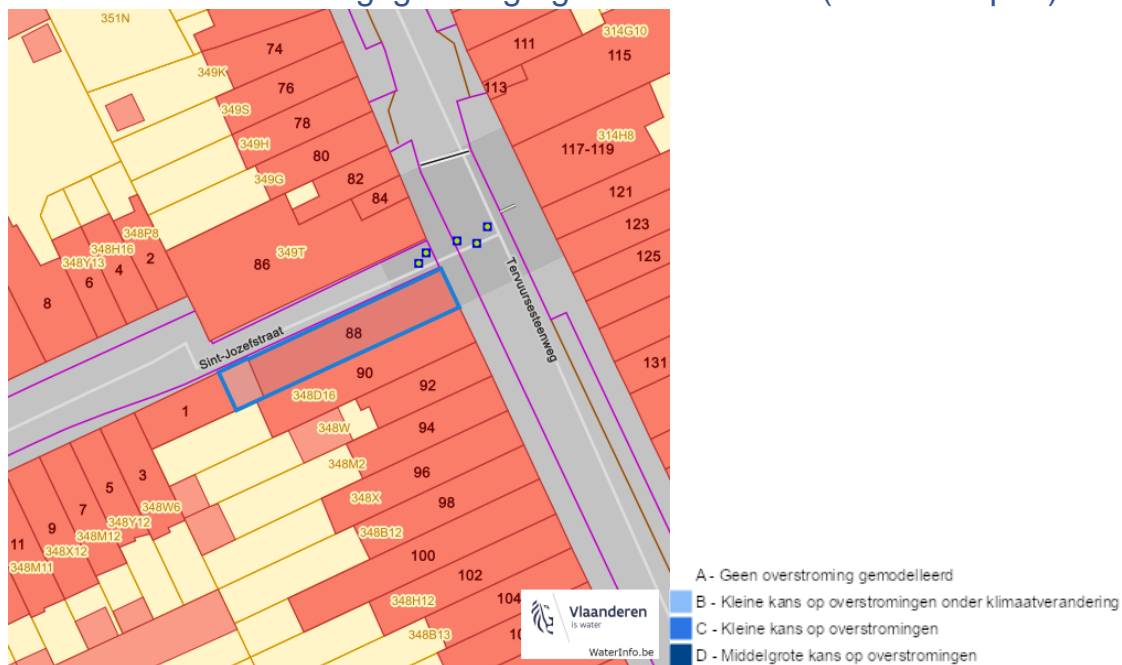 351N
314G10
74
111
115
349K
76
113
349S
78
314H8
349H
80
117-119
349G
82
121
84
348P8
123
348H16
2
349T
348Y13
4
86
125
6
8
Tervuursesteenweg
Sint-Jozefstraat
88
131
90
92
1
348D16
348W
94
348M2
3
96
5
348X
98
7
348W6
9
348Y12
348B12
11
348M12
348X12
100
348M11
102
348H12
104
348B13
Vlaanderen
is water
WaterInfo.be
A - Geen overstroming gemodelleerd
B - Kleine kans op overstromingen onder klimaatverandering
C - Kleine kans op overstromingen
D - Middelgrote kans op overstromingen